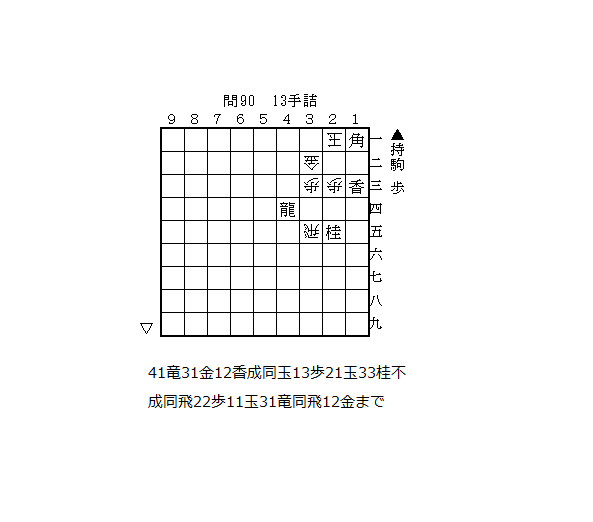 問90 13手詰
9 8 7 6 5 4 3 2 1
王 角 一
金 二
歩 歩 香 三
龍 四
飛 桂 五
六
七
八
九
▲持駒 歩
▽
41竜31金12香成同玉13歩21玉33桂不
成同飛22歩11玉31竜同飛12金まで